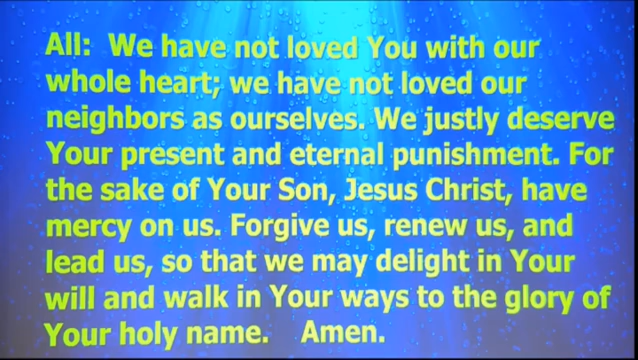 All: We have not loved You with our
whole heart; we have not loved our
neighbors as ourselves. We justly deserve
Your present and eternal punishment. For
the sake of Your Son, Jesus Christ, have
mercy on us. Forgive us, renew us, and
lead us, so that we may delight in Your
will and walk in Your ways to the glory of
Your holy name. Amen.